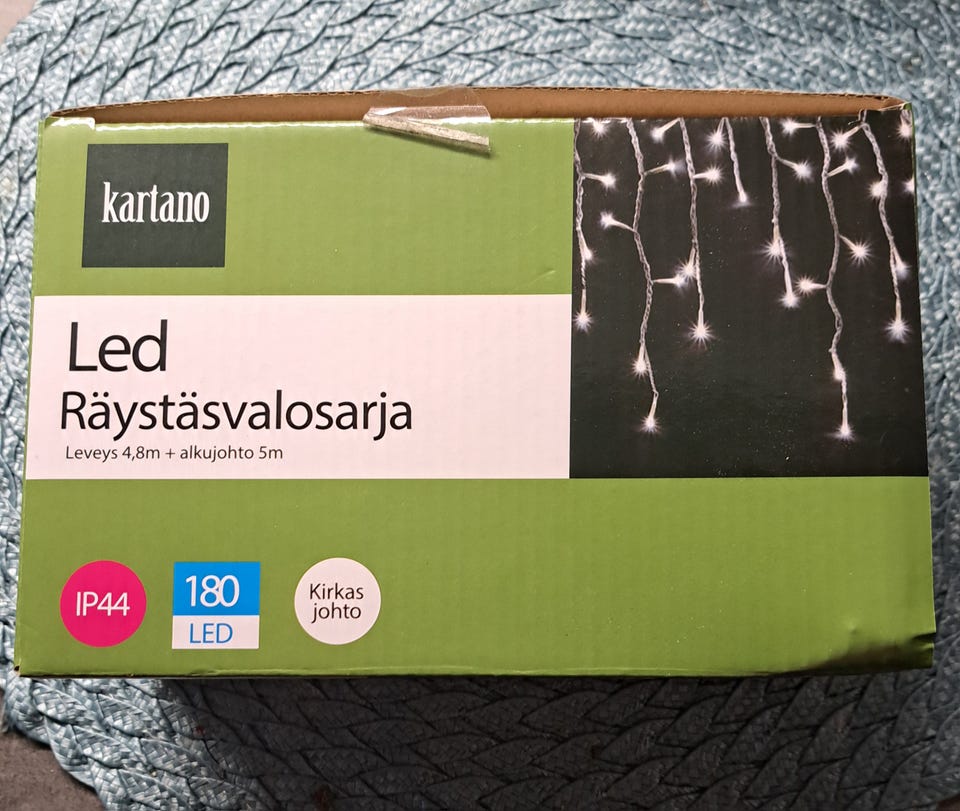 kartano
Led
Räystäsvalosarja
Leveys 4,8m + alkujohto 5m
IP44
180
LED
Kirkas
johto